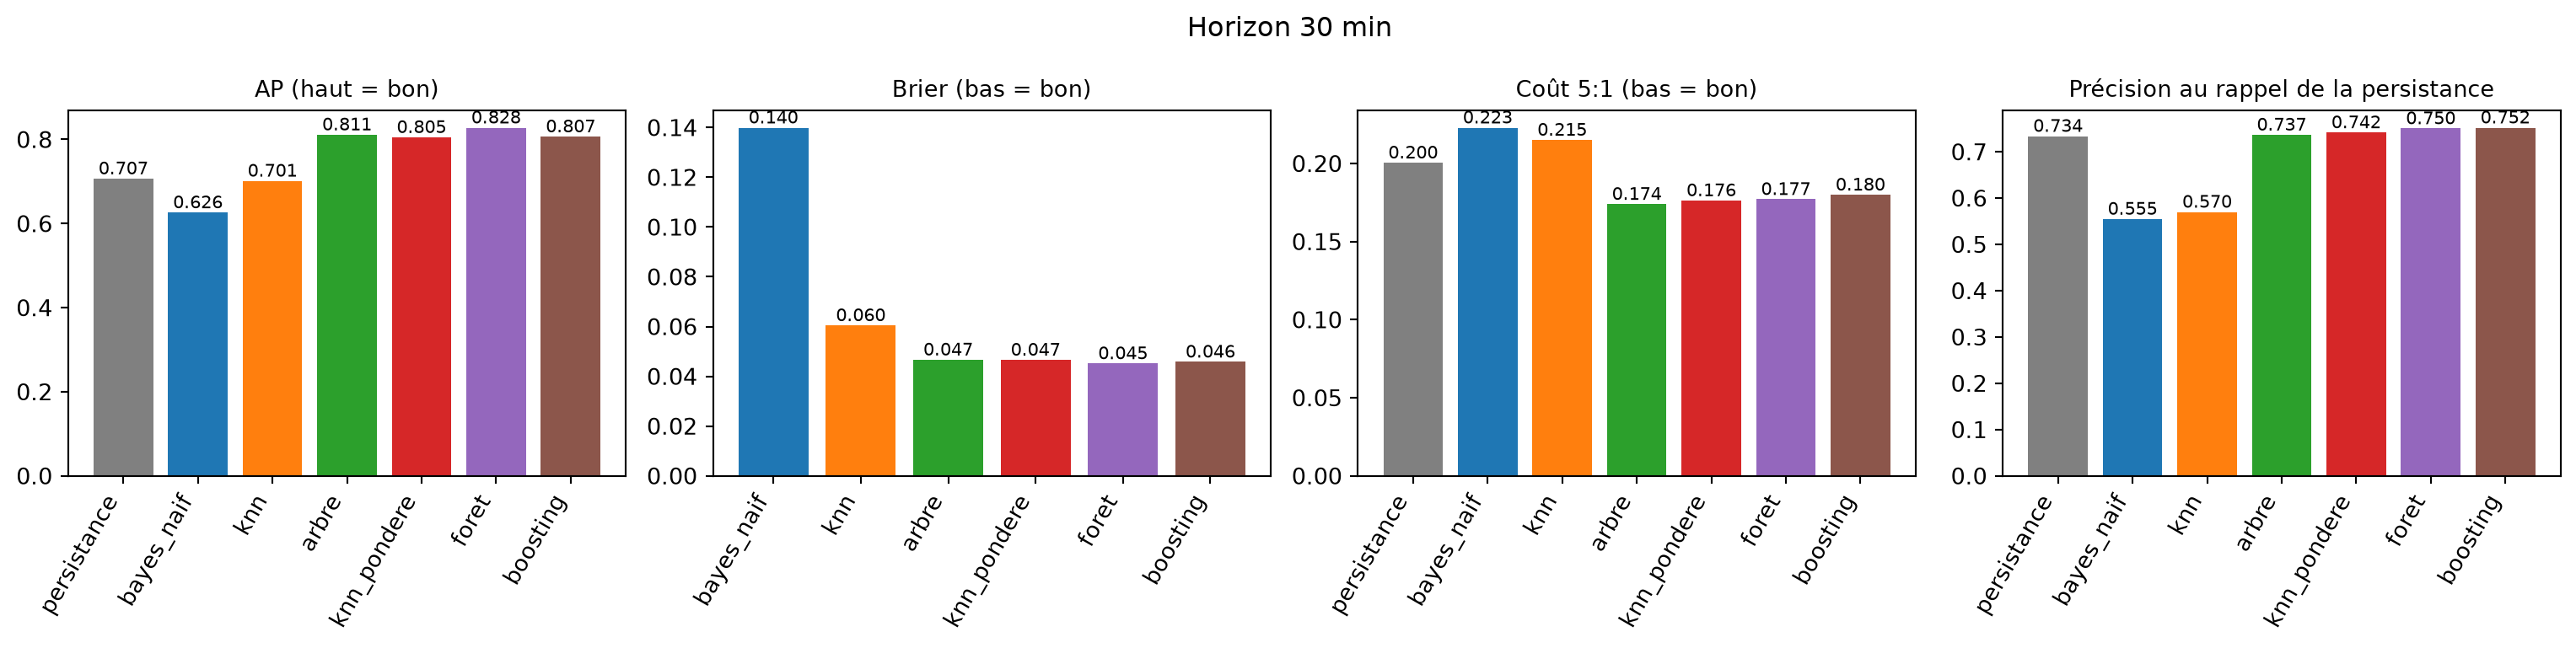 Horizon 30 min
AP (haut = bon)
0.8
0.6
0.4
0.2
0.0
0.707
0.626
0.701
0.811
0.805
0.828
0.807
persistance
bayes_naif
knn
arbre
knn_pondere
foret
boosting
Brier (bas = bon)
0.14
0.12
0.10
0.08
0.06
0.04
0.02
0.00
0.140
0.060
0.047
0.047
0.045
0.046
bayes_naif
knn
arbre
knn_pondere
foret
boosting
Coût 5:1 (bas = bon)
0.20
0.15
0.10
0.05
0.00
0.200
0.223
0.215
0.174
0.176
0.177
0.180
persistance
bayes_naif
knn
arbre
knn_pondere
foret
boosting
Précision au rappel de la persistance
0.7
0.6
0.5
0.4
0.3
0.2
0.1
0.0
0.734
0.555
0.570
0.737
0.742
0.750
0.752
persistance
bayes_naif
knn
arbre
knn_pondere
foret
boosting